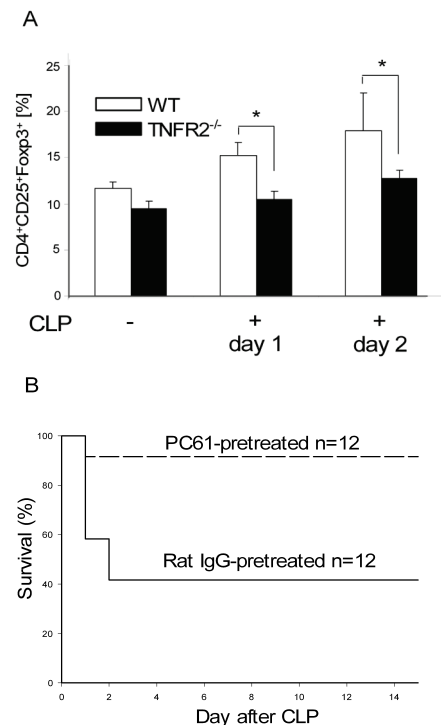 A
CD4⁺CD25⁺Foxp3⁺ [%]
25
20
15
10
5
0
WT
TNFR2⁻/⁻
*
*
CLP - + +
day 1 day 2
B
Survival (%)
100
80
60
40
20
0
PC61-pretreated n=12
Rat IgG-pretreated n=12
0 2 4 6 8 10 12 14
Day after CLP